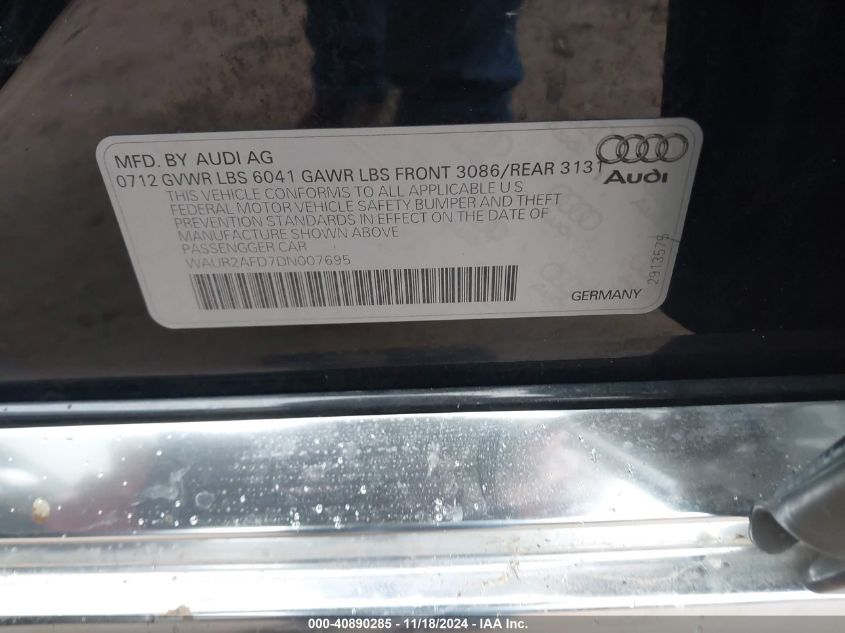 MFD. BY AUDI AG
0712 GVWR LBS 6041 GAWR LBS FRONT 3086/REAR 3131
THIS VEHICLE CONFORMS TO ALL APPLICABLE U S
FEDERAL MOTOR VEHICLE SAFETY BUMPER AND THEFT
PREVENTION STANDARDS IN EFFECT ON THE DATE OF
MANUFACTURE SHOWN ABOVE
PASSENGGER CAR
WAUR2AFD7DN007695
Audi
2913575
GERMANY
000-40890285 - 11/18/2024 - IAA Inc.